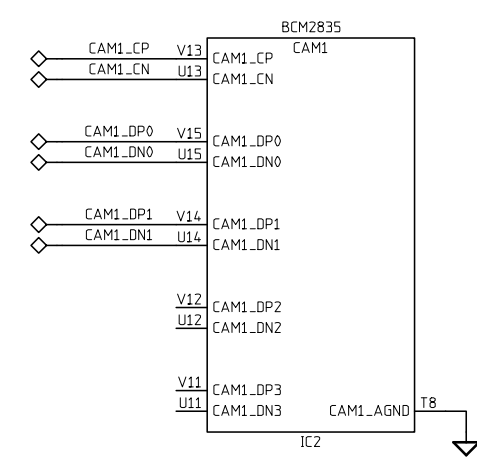 BCM2835
CAM1
CAM1_CP V13 CAM1_CP
CAM1_CN U13 CAM1_CN
CAM1_DP0 V15 CAM1_DP0
CAM1_DN0 U15 CAM1_DN0
CAM1_DP1 V14 CAM1_DP1
CAM1_DN1 U14 CAM1_DN1
V12 CAM1_DP2
U12 CAM1_DN2
V11 CAM1_DP3
U11 CAM1_DN3 CAM1_AGND T8
IC2